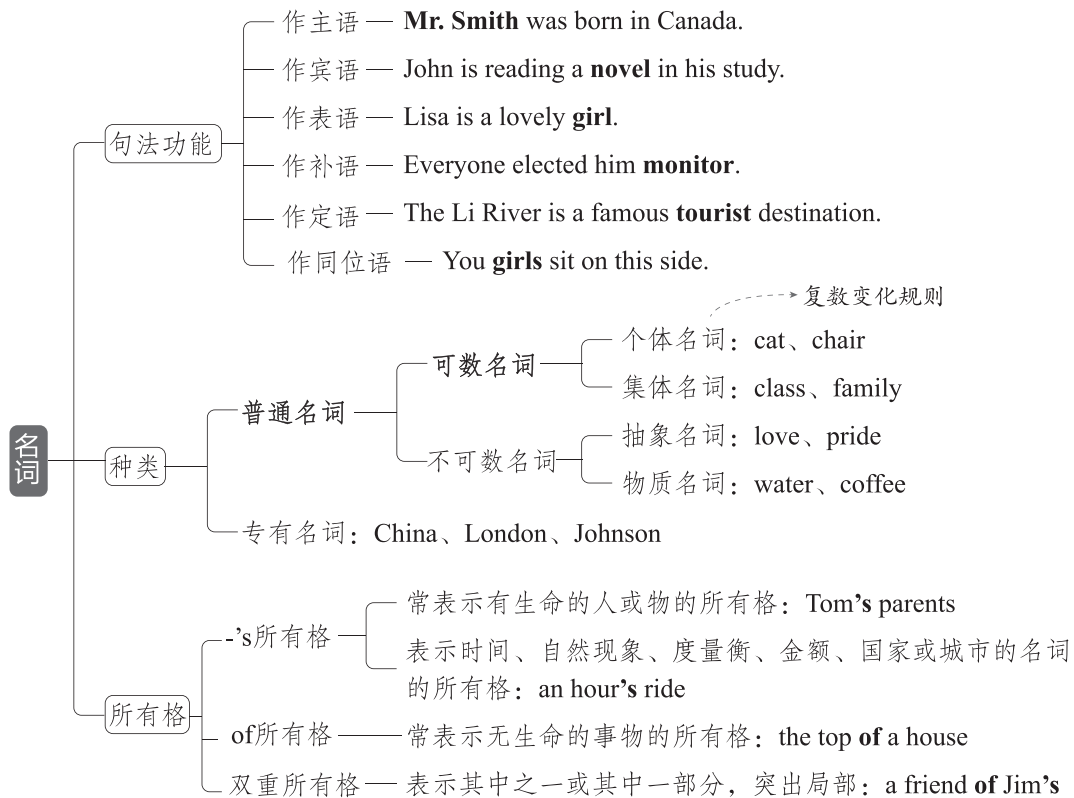 作主语 — Mr. Smith was born in Canada.
作宾语 — John is reading a novel in his study.
作表语 — Lisa is a lovely girl.
句法功能
作补语 — Everyone elected him monitor.
作定语 — The Li River is a famous tourist destination.
作同位语 — You girls sit on this side.
复数变化规则
个体名词：cat、chair
可数名词
集体名词：class、family
普通名词
抽象名词：love、pride
不可数名词
物质名词：water、coffee
名词
种类
专有名词：China、London、Johnson
常表示有生命的人或物的所有格：Tom's parents
-'s所有格
表示时间、自然现象、度量衡、金额、国家或城市的名词
的所有格：an hour's ride
所有格
of所有格 — 常表示无生命的事物的所有格：the top of a house
双重所有格 — 表示其中之一或其中一部分，突出局部：a friend of Jim's